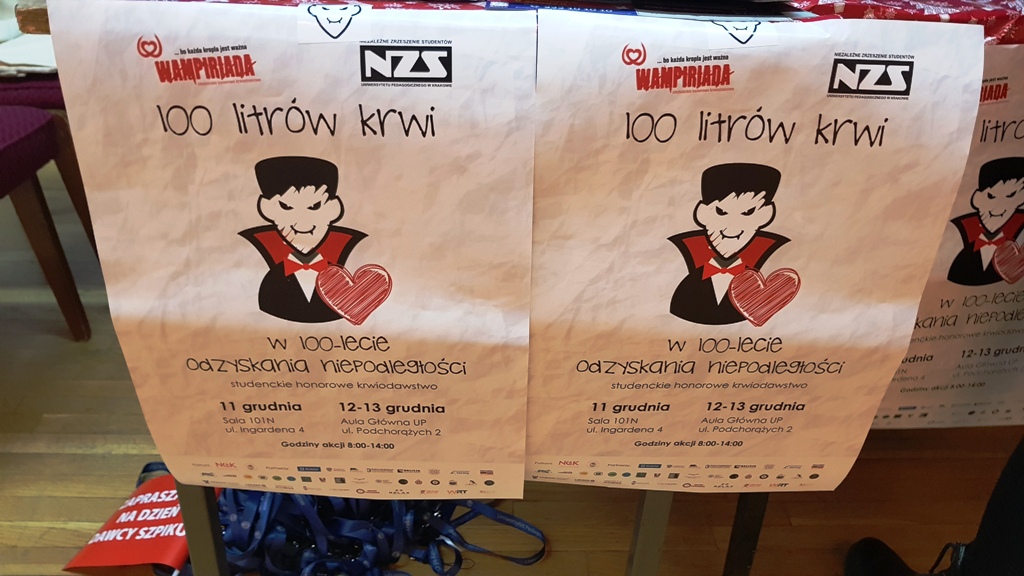 ... bo każda kropla jest ważna
WAMPIRIADA
NIEZALEŻNE ZRZESZENIE STUDENTÓW
NZS
UNIWERSYTETU PEDAGOGICZNEGO W KRAKOWIE
100 litrów krwi
w 100-lecie
odzyskania niepodległości
studenckie honorowe krwiodawstwo
11 grudnia
Sala 101N
ul. Ingardena 4
12-13 grudnia
Aula Główna UP
ul. Podchorążych 2
Godziny akcji 8:00-14:00
... bo każda kropla jest ważna
WAMPIRIADA
NIEZALEŻNE ZRZESZENIE STUDENTÓW
NZS
UNIWERSYTETU PEDAGOGICZNEGO W KRAKOWIE
100 litrów krwi
w 100-lecie
odzyskania niepodległości
studenckie honorowe krwiodawstwo
11 grudnia
Sala 101N
ul. Ingardena 4
12-13 grudnia
Aula Główna UP
ul. Podchorążych 2
Godziny akcji 8:00-14:00
w 100-lecie
skania niepodległości
honorowe krwiodawstwo
12-13 grudnia
ZAPRASZ
NA DZIEŃ
DAWCY SZPIKU